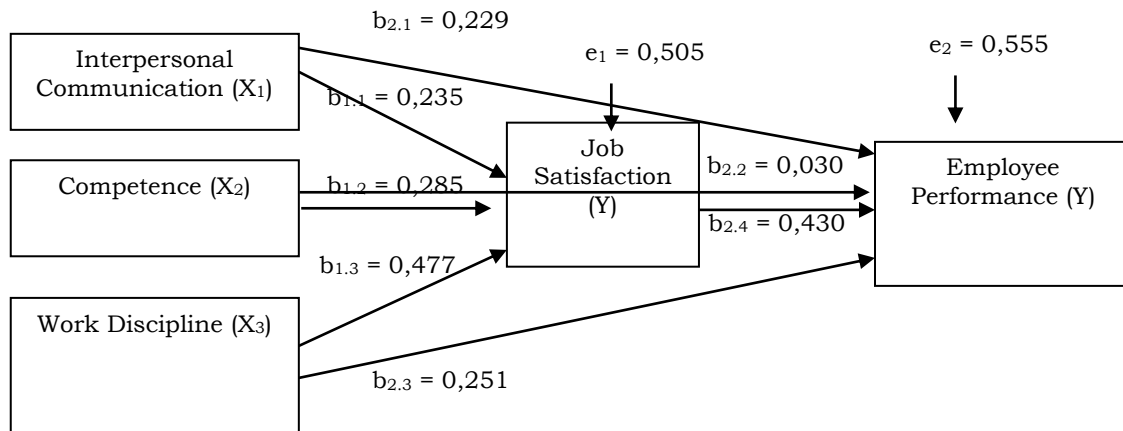 b₂.₁ = 0,229
e₁ = 0,505
e₂ = 0,555
Interpersonal
Communication (X₁)
b₁.₁ = 0,235
Job
Satisfaction
(Y)
Competence (X₂)
b₁.₂ = 0,285
b₂.₂ = 0,030
Employee
Performance (Y)
b₂.₄ = 0,430
b₁.₃ = 0,477
Work Discipline (X₃)
b₂.₃ = 0,251